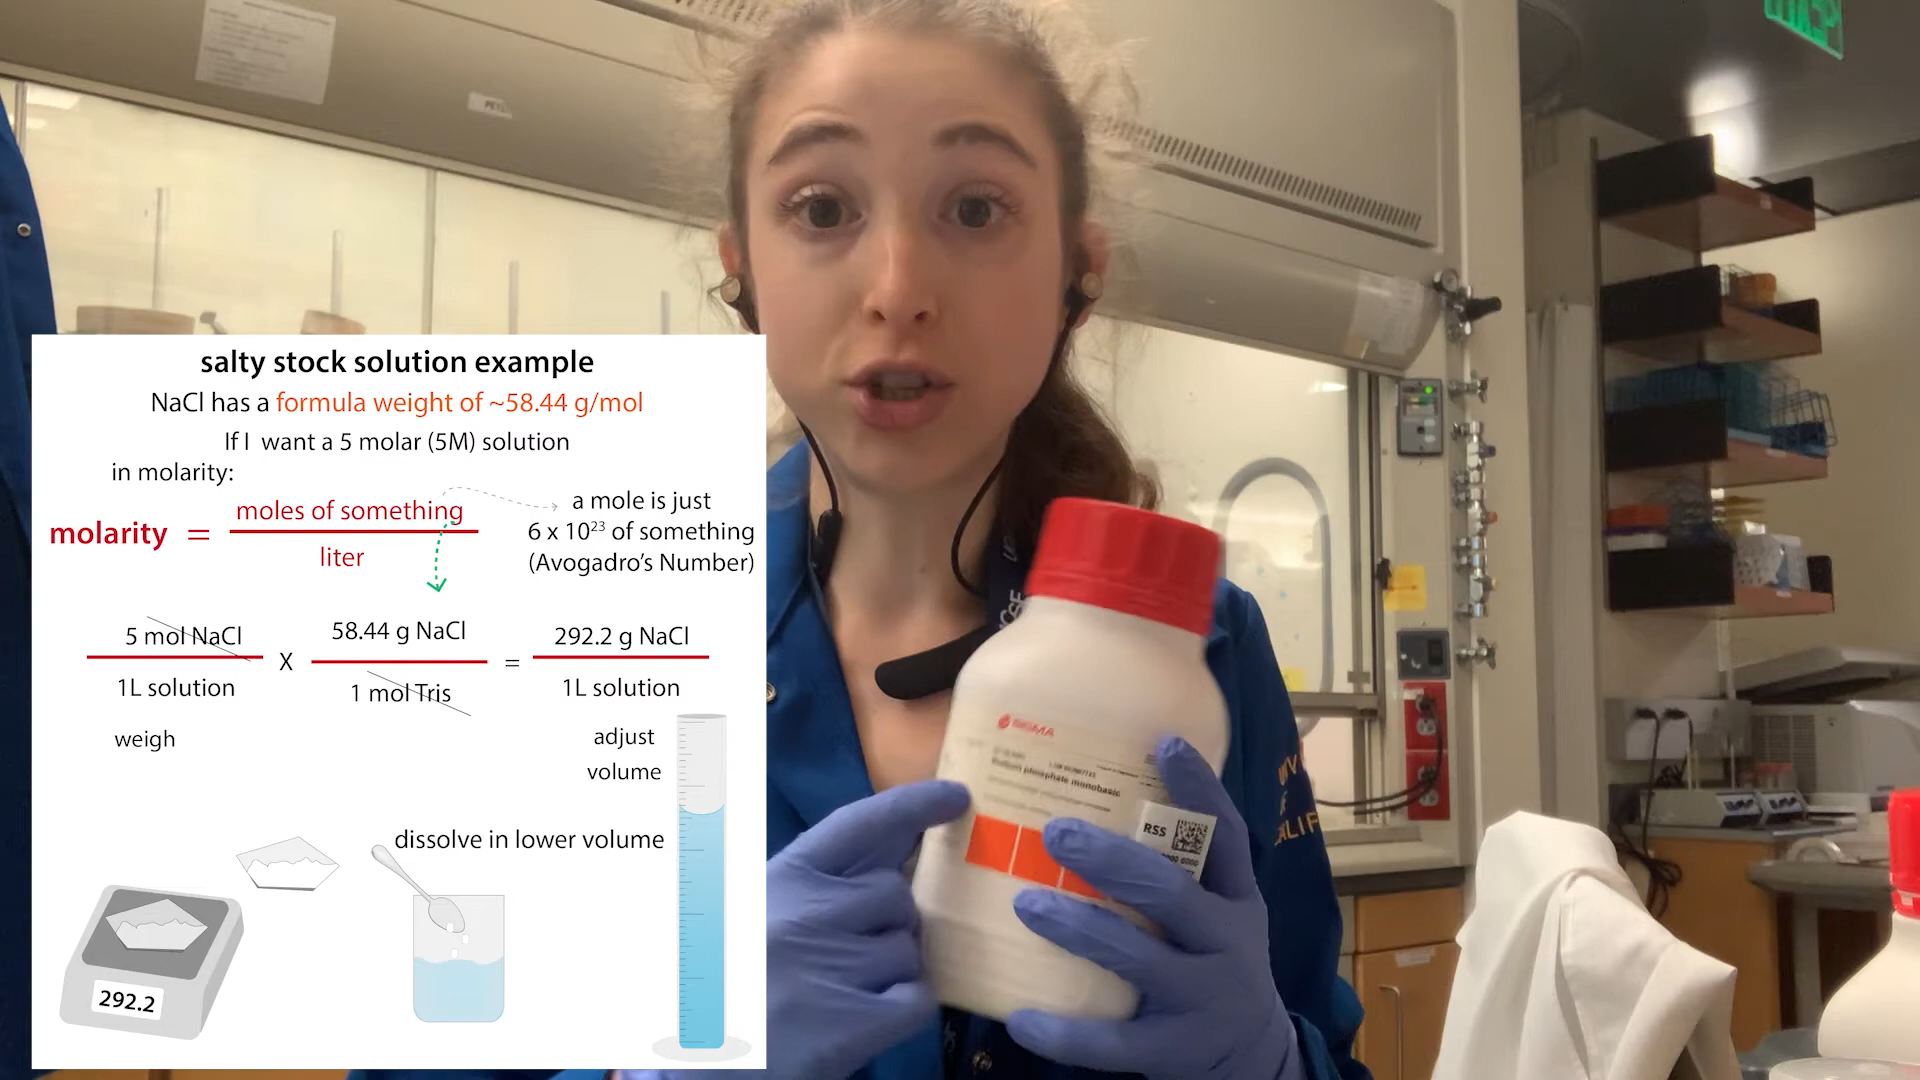 salty stock solution example
NaCl has a formula weight of ~58.44 g/mol
If I want a 5 molar (5M) solution
in molarity:
molarity = moles of something
liter
a mole is just
6 x 10²³ of something
(Avogadro's Number)
5 mol NaCl X 58.44 g NaCl = 292.2 g NaCl
1L solution 1 mol Tris 1L solution
weigh
adjust
volume
dissolve in lower volume
292.2
SIGMA
Sodium phosphate monobasic
RSS
EXIT
UCSF